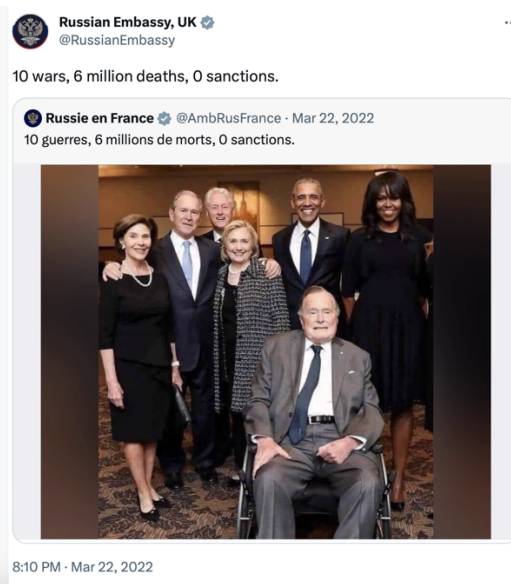 Russian Embassy, UK
@RussianEmbassy
10 wars, 6 million deaths, 0 sanctions.
Russie en France @AmbRusFrance · Mar 22, 2022
10 guerres, 6 millions de morts, 0 sanctions.
8:10 PM · Mar 22, 2022